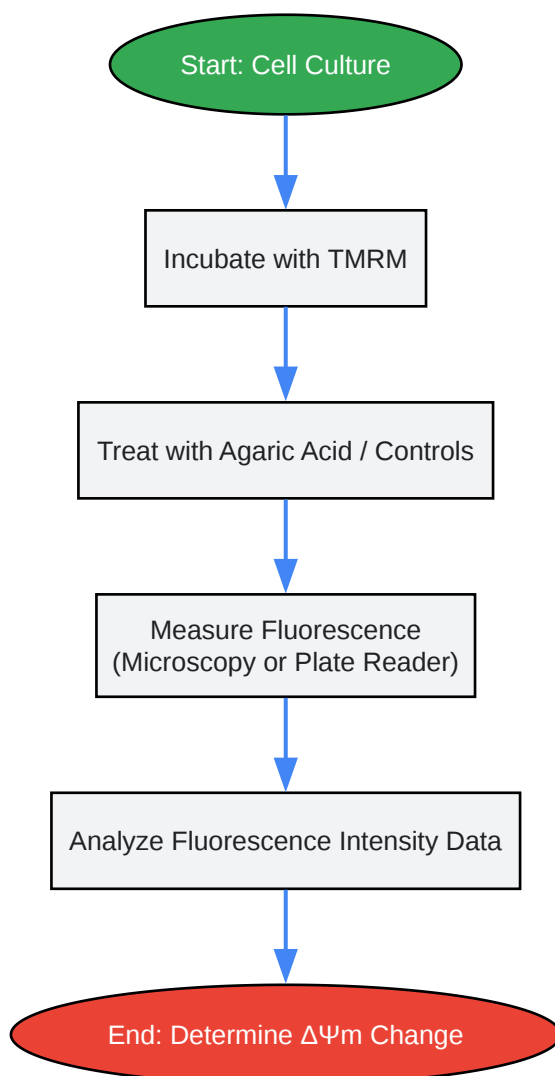 Start: Cell Culture
Incubate with TMRM
Treat with Agaric Acid / Controls
Measure Fluorescence
(Microscopy or Plate Reader)
Analyze Fluorescence Intensity Data
End: Determine ΔΨm Change